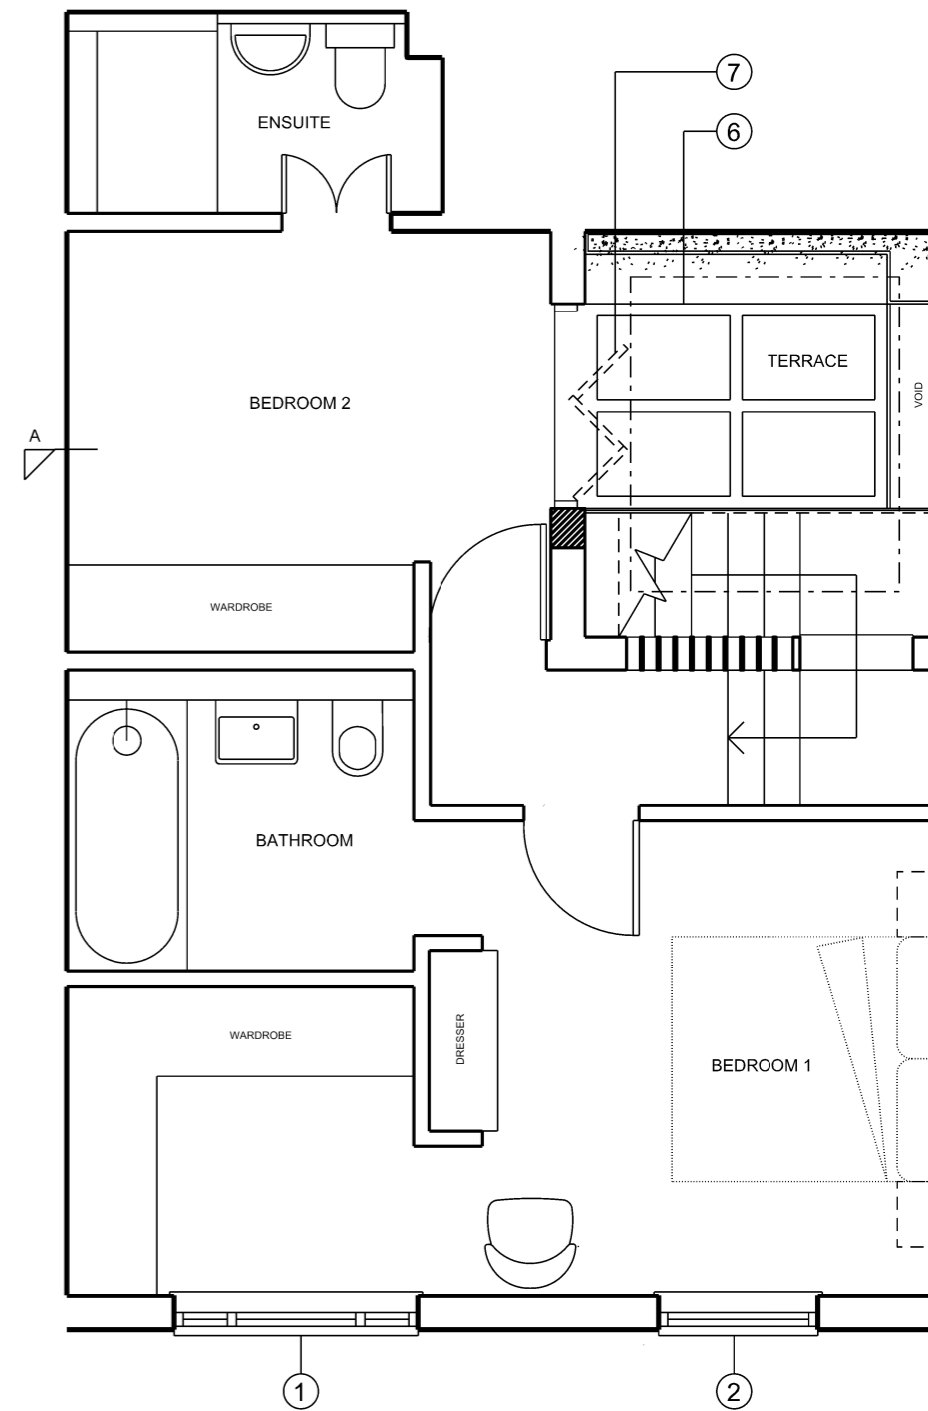 7
ENSUITE
6
TERRACE
VOID
BEDROOM 2
A
WARDROBE
BATHROOM
WARDROBE
DRESSER
BEDROOM 1
1
2